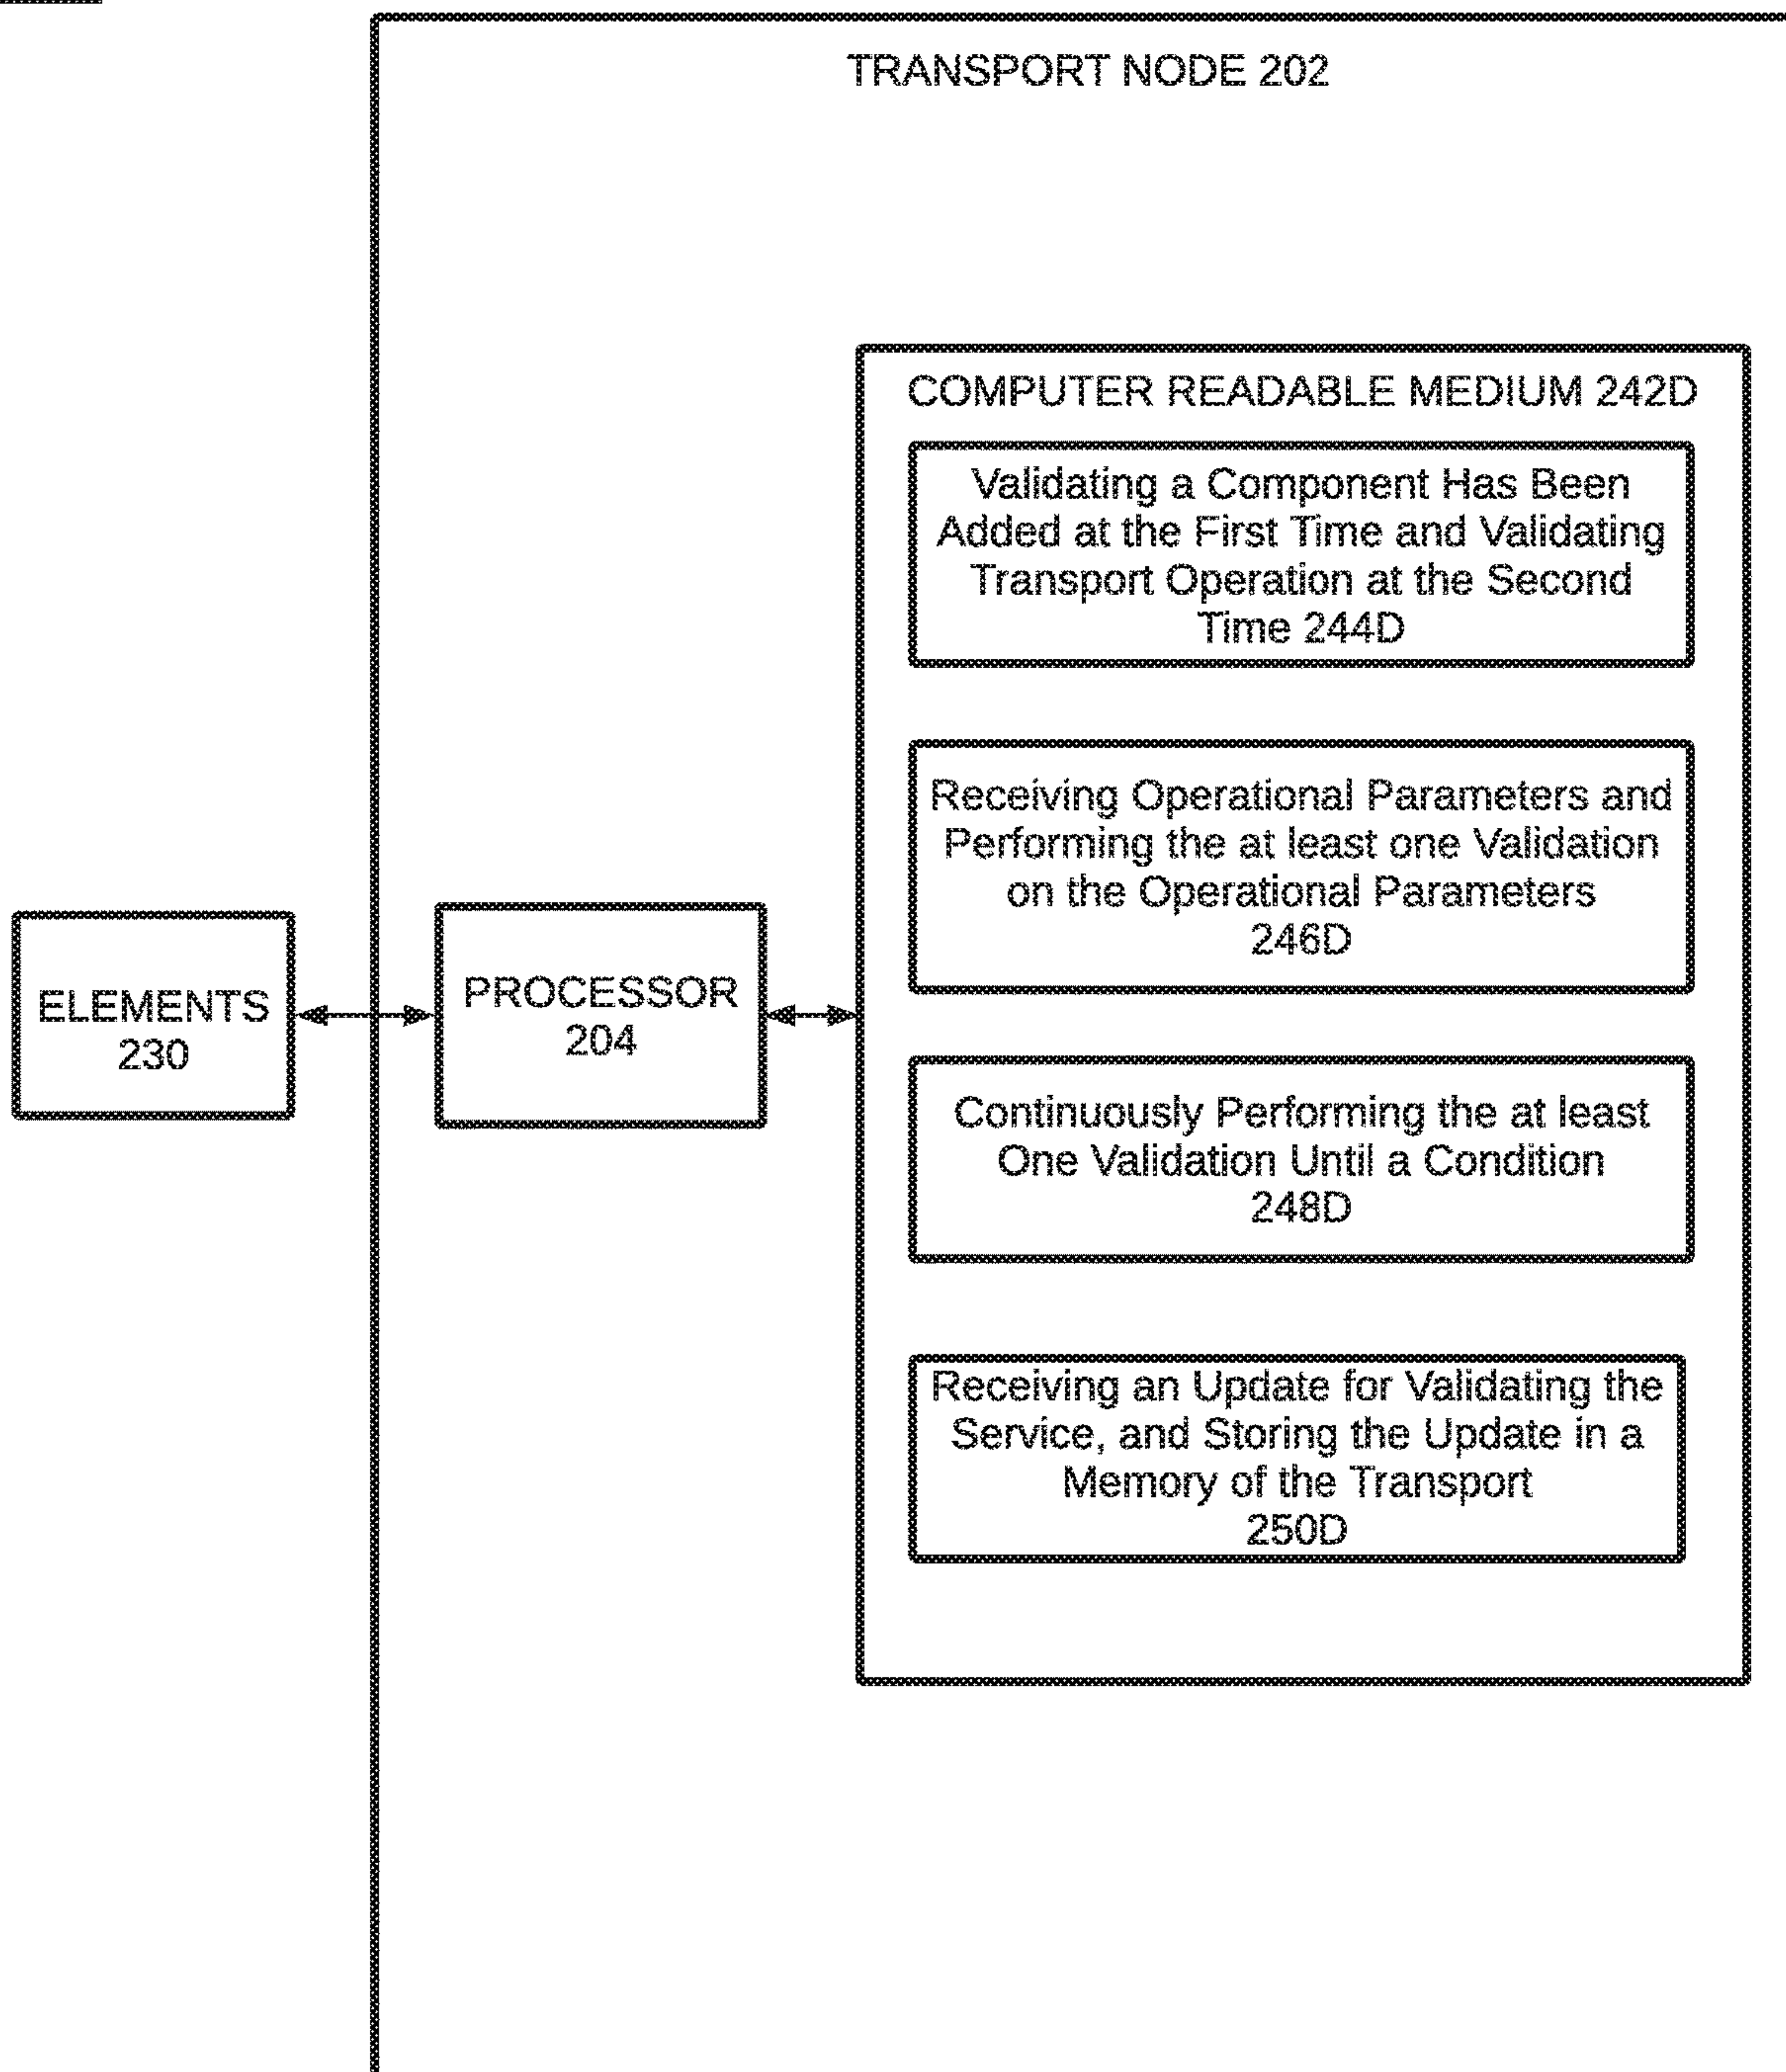 TRANSPORT NODE 202
COMPUTER READABLE MEDIUM 242D
Validating a Component Has Been
Added at the First Time and Validating
Transport Operation at the Second
Time 244D
Receiving Operational Parameters and
Performing the at least one Validation
on the Operational Parameters
246D
ELEMENTS
230
PROCESSOR
204
Continuously Performing the at least
One Validation Until a Condition
248D
Receiving an Update for Validating the
Service, and Storing the Update in a
Memory of the Transport
250D